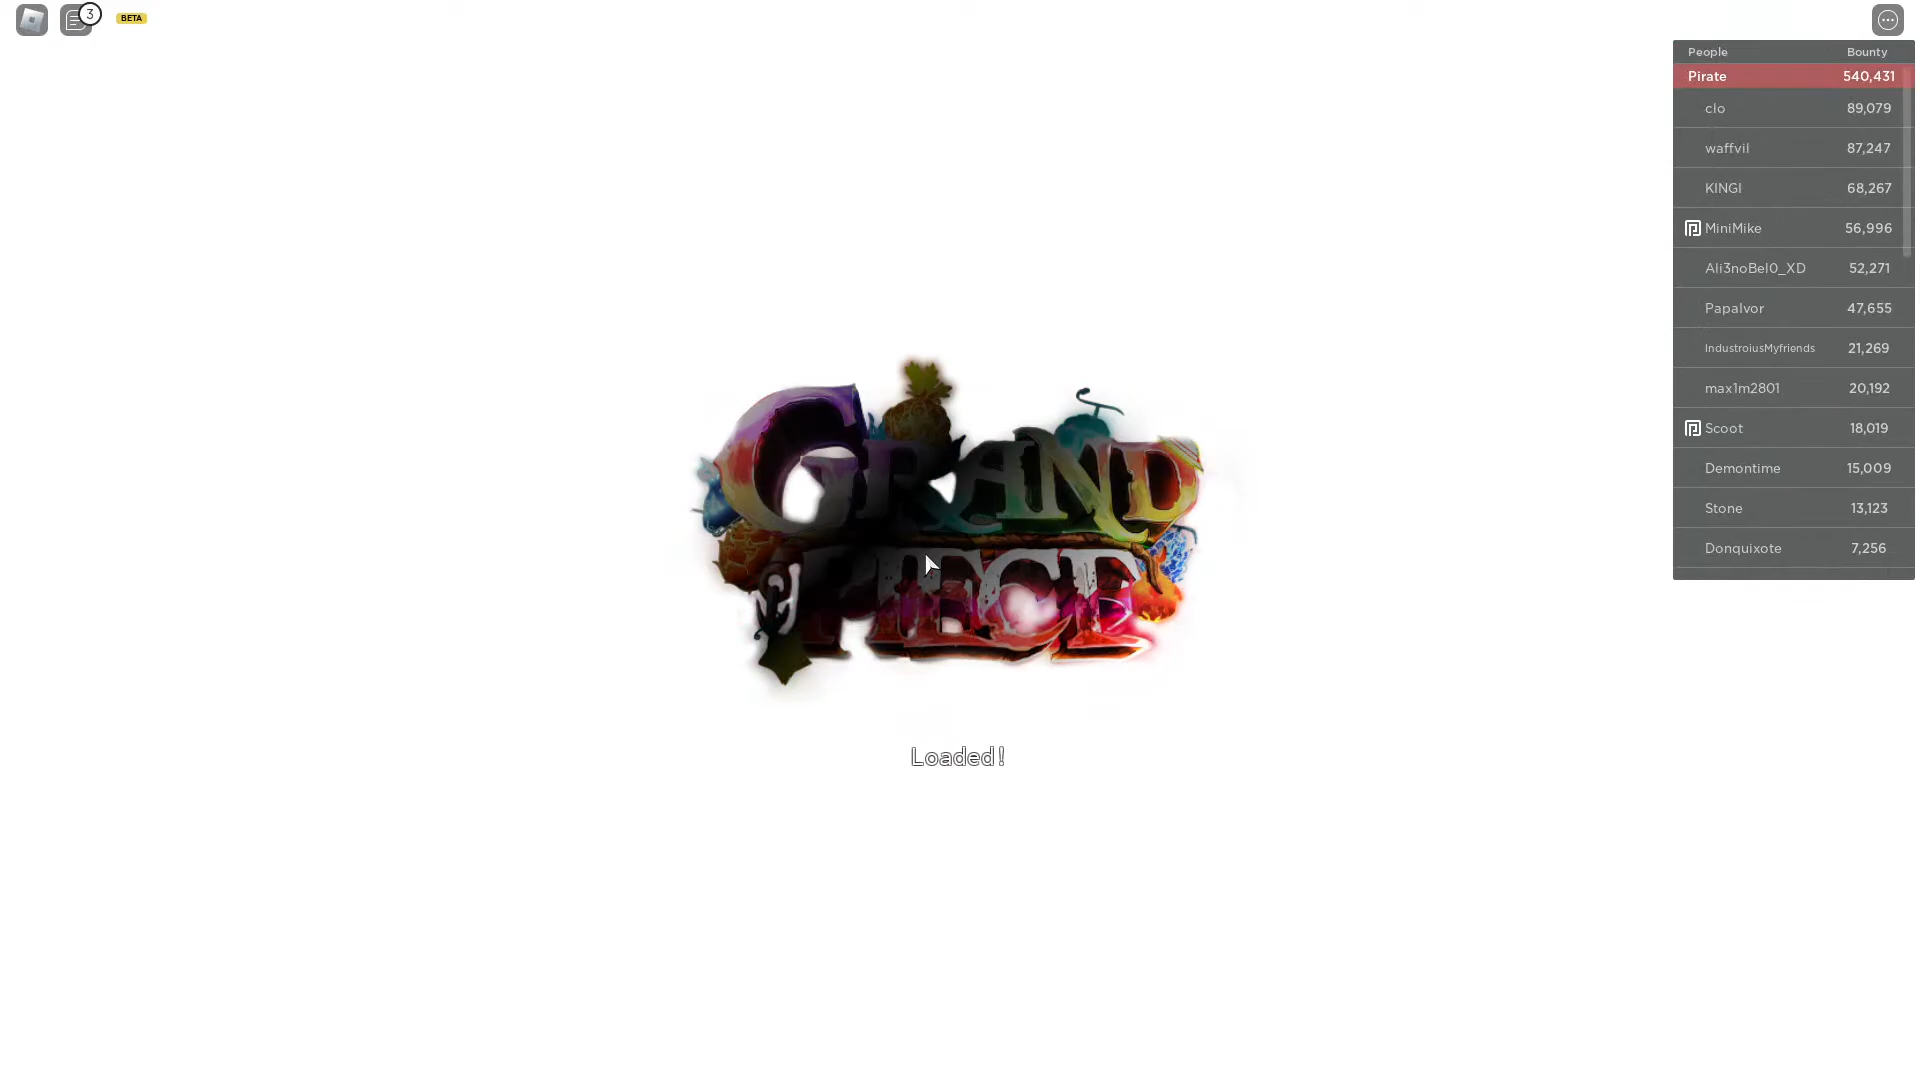 3
BETA
People Bounty
Pirate 540,431
clo 89,079
waffvil 87,247
KINGI 68,267
MiniMike 56,996
Ali3noBel0_XD 52,271
Papalvor 47,655
IndustroiusMyfriends 21,269
max1m2801 20,192
Scoot 18,019
Demontime 15,009
Stone 13,123
Donquixote 7,256
GRAND
PIECE
Loaded!